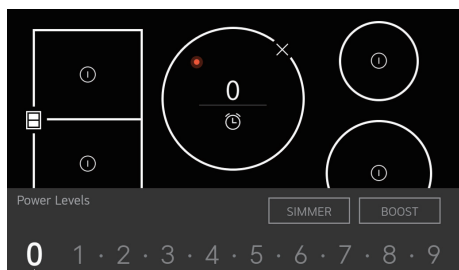 0
Power Levels
SIMMER
BOOST
0 1 · 2 · 3 · 4 · 5 · 6 · 7 · 8 · 9